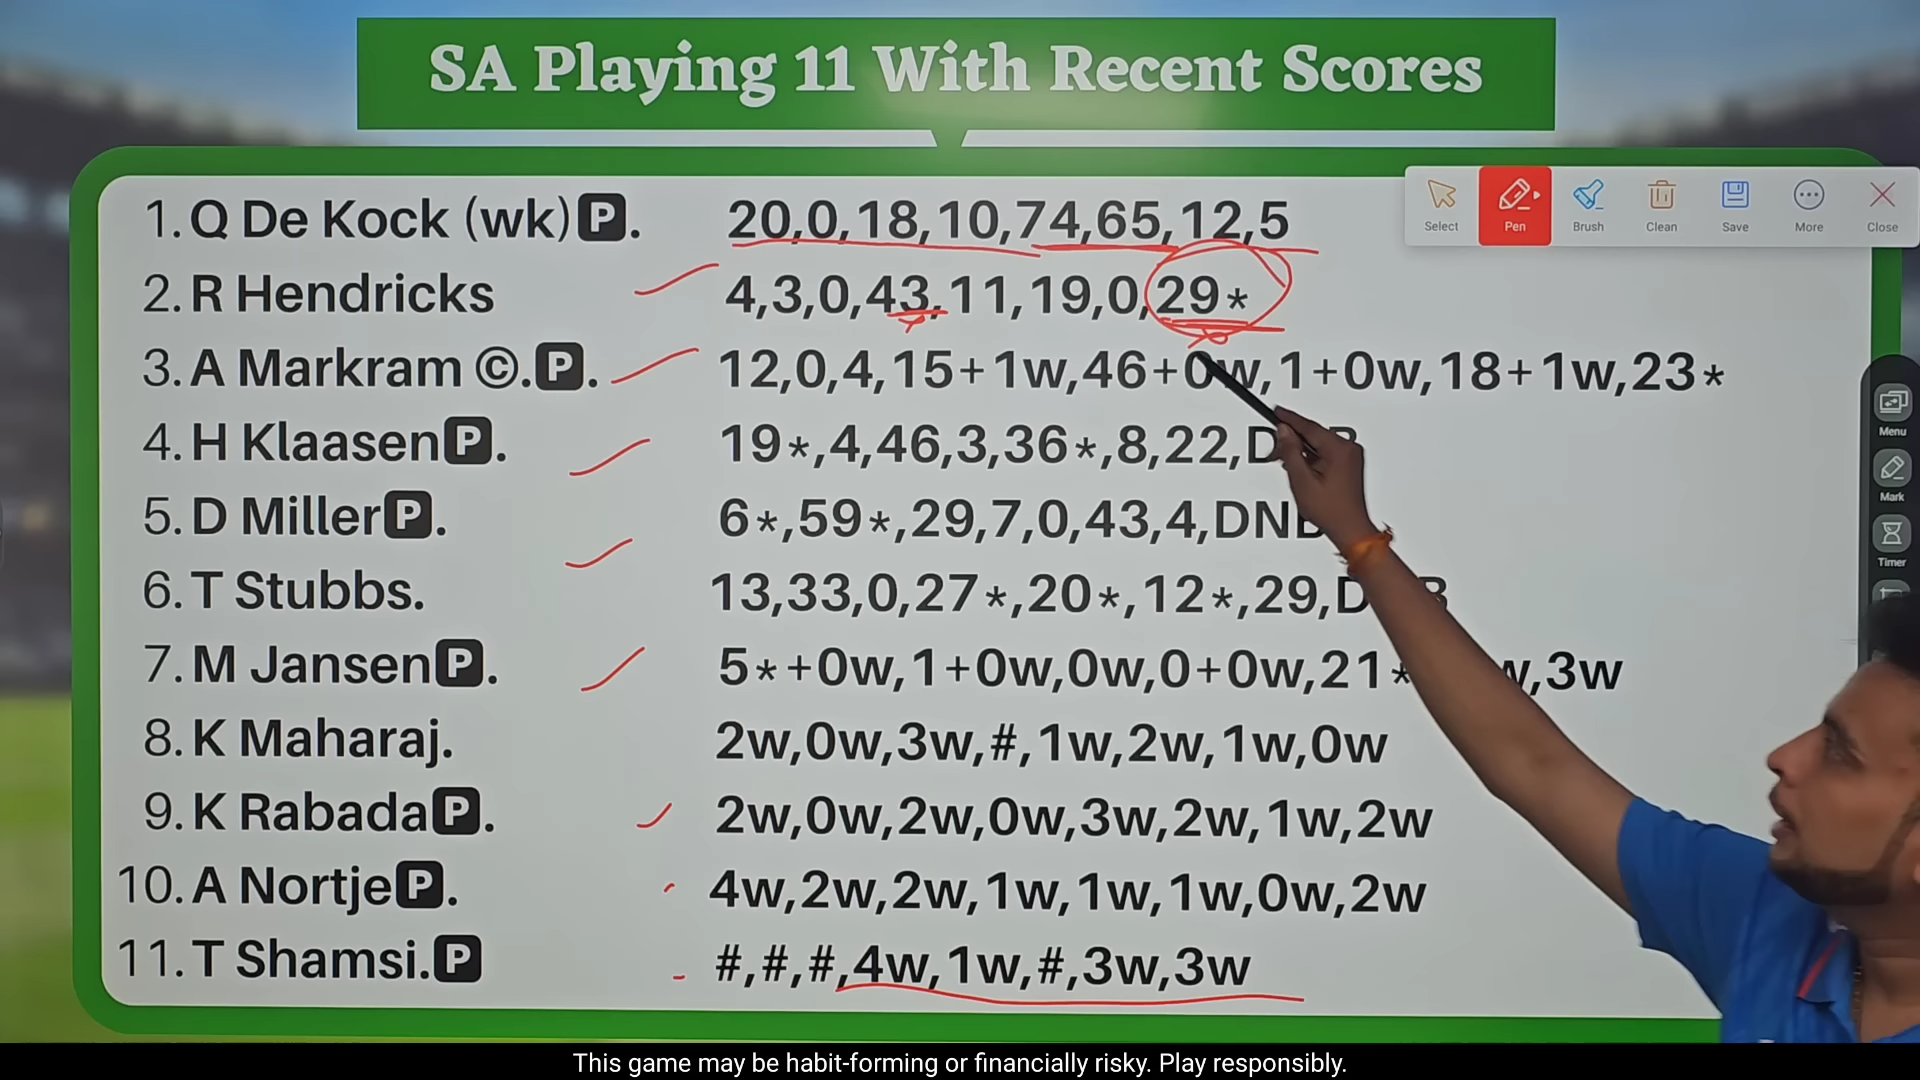 SA Playing 11 With Recent Scores
Select Pen Brush Clean Save More Close
1. Q De Kock (wk) P. 20,0,18,10,74,65,12,5
2. R Hendricks 4,3,0,43,11,19,0,29*
3. A Markram ©. P. 12,0,4,15+1w,46+0w,1+0w,18+1w,23*
4. H Klaasen P. 19*,4,46,3,36*,8,22,
5. D Miller P. 6*,59*,29,7,0,43,4,DNB
6. T Stubbs. 13,33,0,27*,20*,12*,29,
7. M Jansen P. 5*+0w,1+0w,0w,0+0w,21* ,3w
8. K Maharaj. 2w,0w,3w,#,1w,2w,1w,0w
9. K Rabada P. 2w,0w,2w,0w,3w,2w,1w,2w
10. A Nortje P. 4w,2w,2w,1w,1w,1w,0w,2w
11. T Shamsi. P #,#,#,4w,1w,#,3w,3w
Menu
Mark
Timer
This game may be habit-forming or financially risky. Play responsibly.